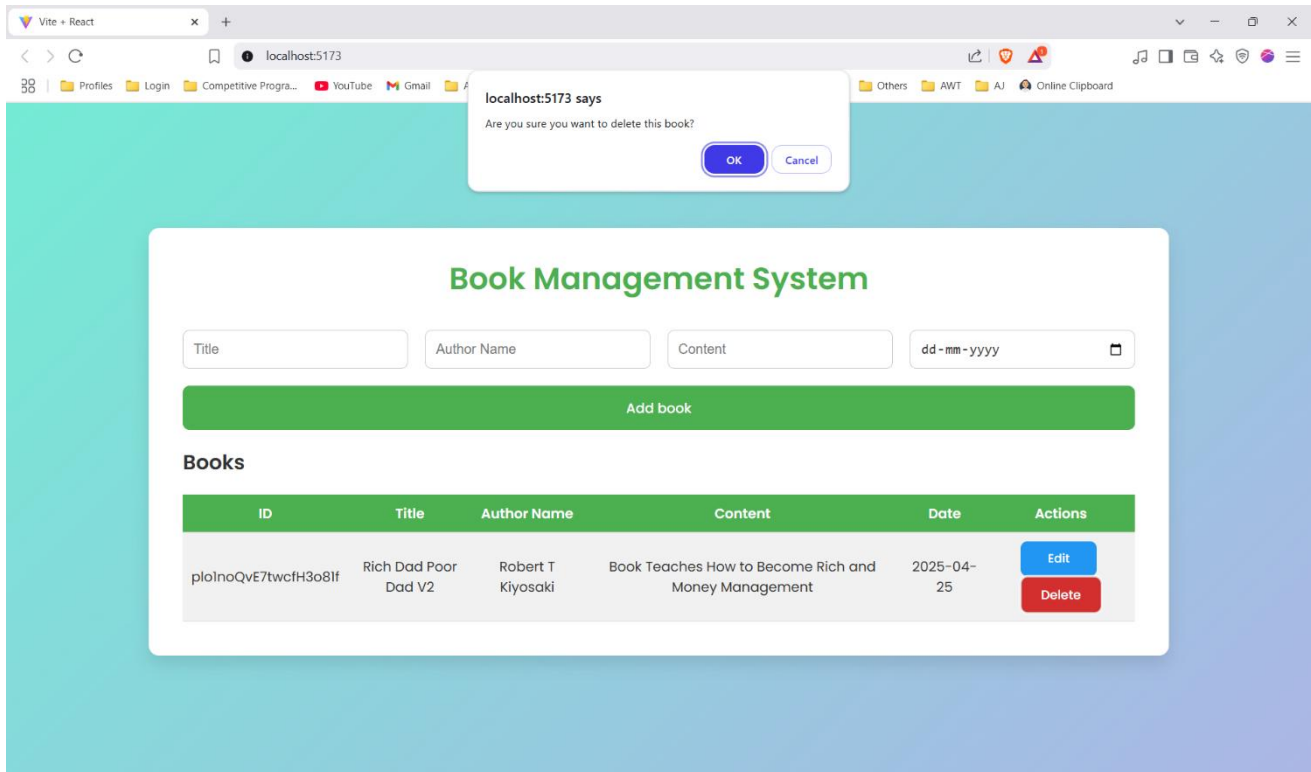 Vite + React
localhost:5173
Profiles Login Competitive Progra... YouTube Gmail Others AWT AJ Online Clipboard
localhost:5173 says
Are you sure you want to delete this book?
OK Cancel
Book Management System
Title Author Name Content dd-mm-yyyy
Add book
Books
ID Title Author Name Content Date Actions
plo1noQvE7twcfH3o81f Rich Dad Poor Robert T Book Teaches How to Become Rich and 2025-04- Edit
Dad V2 Kiyosaki Money Management 25 Delete